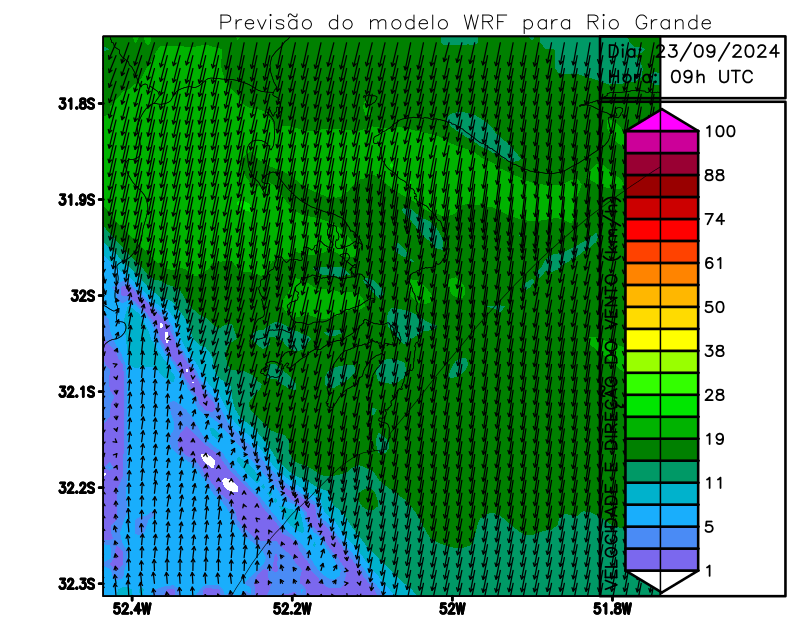 Previsão do modelo WRF para Rio Grande
Dia: 23/09/2024
Hora: 09h UTC
31.8S
31.9S
32S
32.1S
32.2S
32.3S
52.4W
52.2W
52W
51.8W
VELOCIDADE E DIREÇÃO DO VENTO (km/h)
100
88
74
61
50
38
28
19
11
5
1